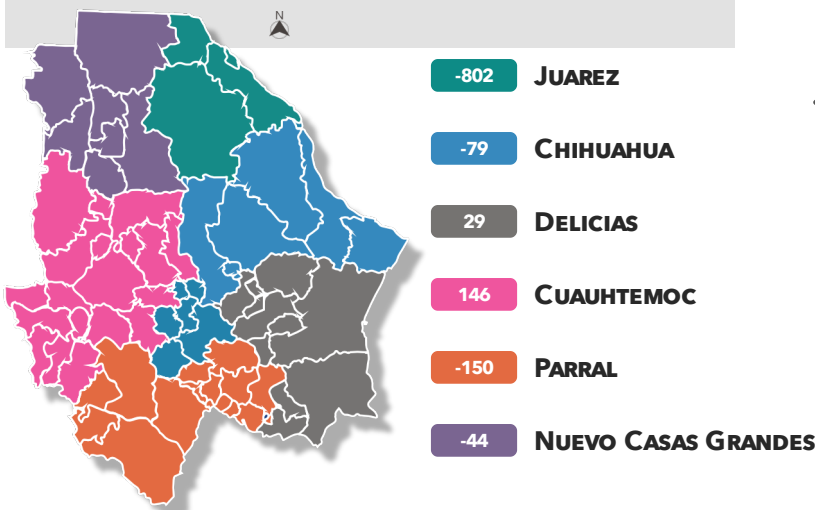 N
-802 JUAREZ
-79 CHIHUAHUA
29 DELICIAS
146 CUAUHTEMOC
-150 PARRAL
-44 NUEVO CASAS GRANDES